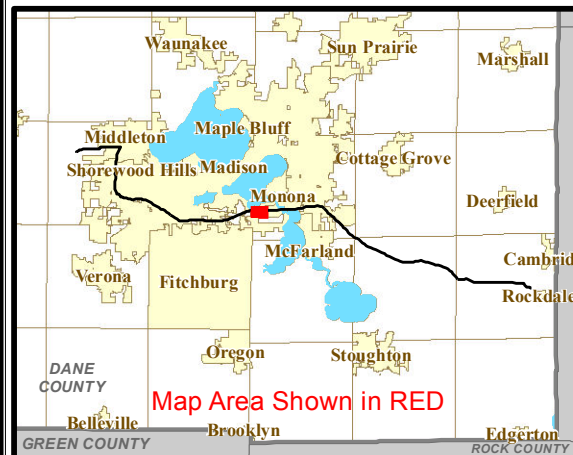 Waunakee
Sun Prairie
Marshall
Middleton
Maple Bluff
Shorewood Hills
Madison
Cottage Grove
Monona
Deerfield
McFarland
Cambrid
Verona
Fitchburg
Rockdale
Oregon
Stoughton
DANE
COUNTY
Map Area Shown in RED
Belleville
Brooklyn
Edgerton
GREEN COUNTY
ROCK COUNTY